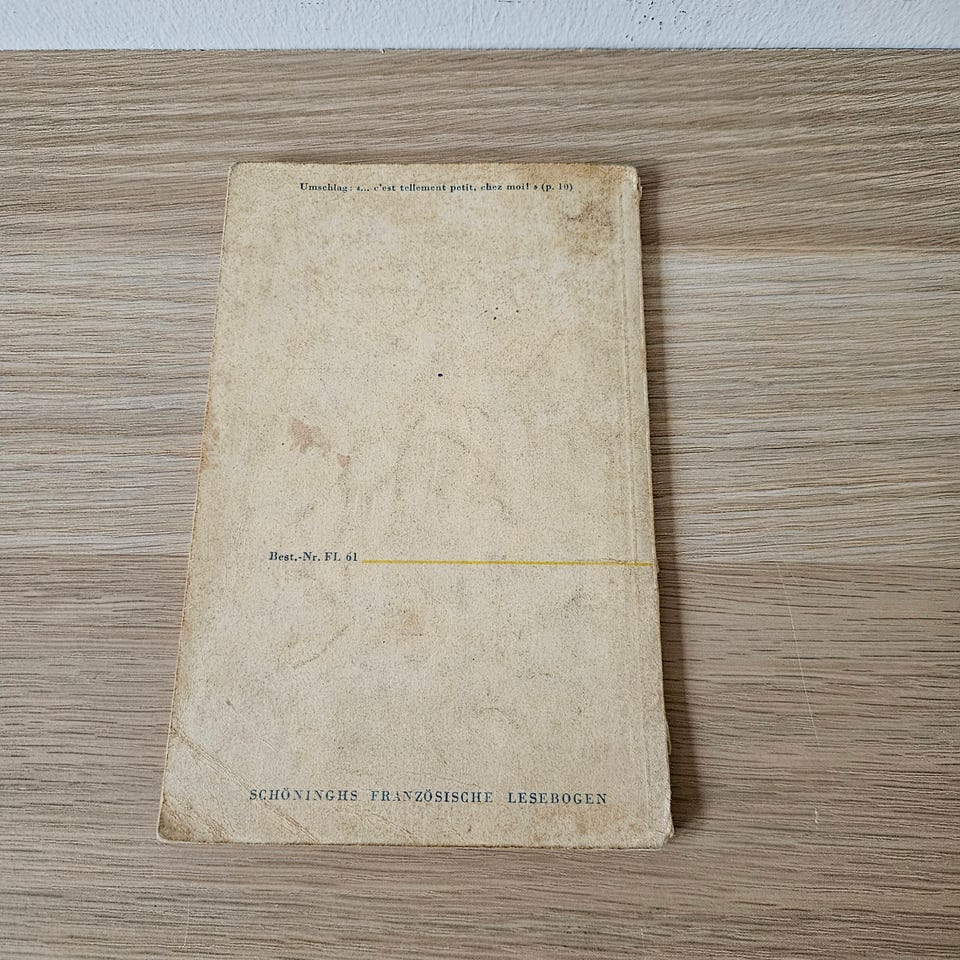 Umschlag: «... c'est tellement petit, chez moi! » (p. 10)
Best.-Nr. FL 61
SCHÖNINGHS FRANZÖSISCHE LESEBOGEN